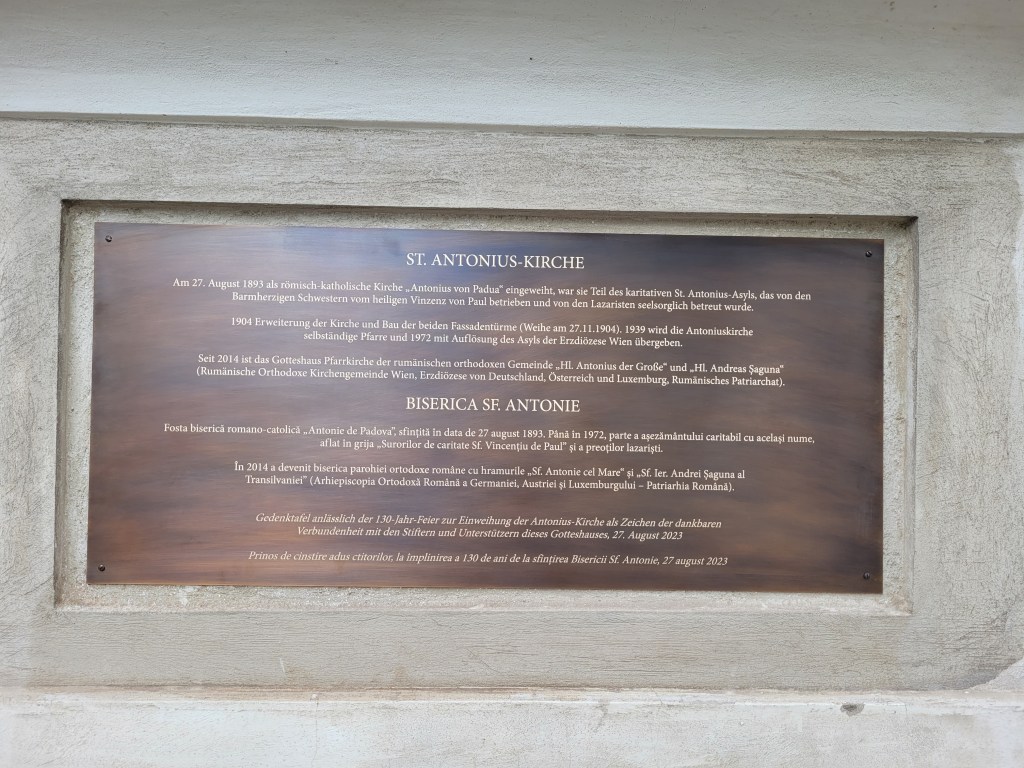 ST. ANTONIUS-KIRCHE
Am 27. August 1893 als römisch-katholische Kirche „Antonius von Padua“ eingeweiht, war sie Teil des karitativen St. Antonius-Asyls, das von den
Barmherzigen Schwestern vom heiligen Vinzenz von Paul betrieben und von den Lazaristen seelsorglich betreut wurde.
1904 Erweiterung der Kirche und Bau der beiden Fassadentürme (Weihe am 27.11.1904). 1939 wird die Antoniuskirche
selbständige Pfarre und 1972 mit Auflösung des Asyls der Erzdiözese Wien übergeben.
Seit 2014 ist das Gotteshaus Pfarrkirche der rumänischen orthodoxen Gemeinde „Hl. Antonius der Große“ und „Hl. Andreas Șaguna“
(Rumänische Orthodoxe Kirchengemeinde Wien, Erzdiözese von Deutschland, Österreich und Luxemburg, Rumänisches Patriarchat).
BISERICA SF. ANTONIE
Fosta biserică romano-catolică „Antonie de Padova”, sfințită în data de 27 august 1893. Până în 1972, parte a așezământului caritabil cu același nume,
aflat în grija „Surorilor de caritate Sf. Vincențiu de Paul” și a preoților lazariști.
În 2014 a devenit biserica parohiei ortodoxe române cu hramurile „Sf. Antonie cel Mare” și „Sf. Ier. Andrei Șaguna al
Transilvaniei” (Arhiepiscopia Ortodoxă Română a Germaniei, Austriei și Luxemburgului – Patriarhia Română).
Gedenktafel anlässlich der 130-Jahr-Feier zur Einweihung der Antonius-Kirche als Zeichen der dankbaren
Verbundenheit mit den Stiftern und Unterstützern dieses Gotteshauses, 27. August 2023
Prinos de cinstire adus ctitorilor, la împlinirea a 130 de ani de la sfințirea Bisericii Sf. Antonie, 27 august 2023